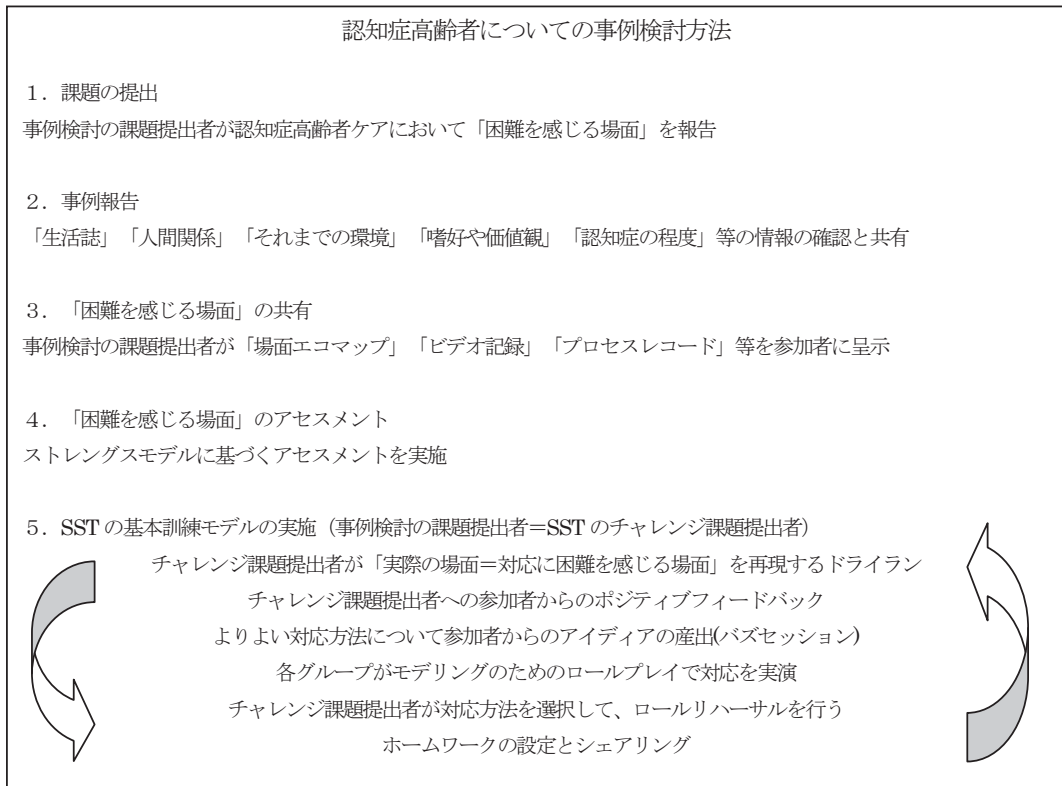 認知症高齢者についての事例検討方法
１．課題の提出
事例検討の課題提出者が認知症高齢者ケアにおいて「困難を感じる場面」を報告
２．事例報告
「生活誌」「人間関係」「それまでの環境」「嗜好や価値観」「認知症の程度」等の情報の確認と共有
３．「困難を感じる場面」の共有
事例検討の課題提出者が「場面エコマップ」「ビデオ記録」「プロセスレコード」等を参加者に呈示
４．「困難を感じる場面」のアセスメント
ストレングスモデルに基づくアセスメントを実施
５．SSTの基本訓練モデルの実施（事例検討の課題提出者＝SSTのチャレンジ課題提出者）
チャレンジ課題提出者が「実際の場面＝対応に困難を感じる場面」を再現するドライラン
チャレンジ課題提出者への参加者からのポジティブフィードバック
よりよい対応方法について参加者からのアイディアの産出(バズセッション)
各グループがモデリングのためのロールプレイで対応を実演
チャレンジ課題提出者が対応方法を選択して、ロールリハーサルを行う
ホームワークの設定とシェアリング